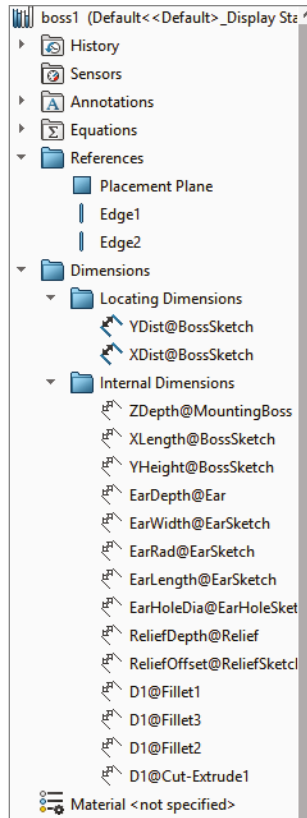 boss1 (Default<<Default>_Display Sta
History
Sensors
Annotations
Equations
References
Placement Plane
Edge1
Edge2
Dimensions
Locating Dimensions
YDist@BossSketch
XDist@BossSketch
Internal Dimensions
ZDepth@MountingBoss
XLength@BossSketch
YHeight@BossSketch
EarDepth@Ear
EarWidth@EarSketch
EarRad@EarSketch
EarLength@EarSketch
EarHoleDia@EarHoleSket
ReliefDepth@Relief
ReliefOffset@ReliefSketcl
D1@Fillet1
D1@Fillet3
D1@Fillet2
D1@Cut-Extrude1
Material <not specified>